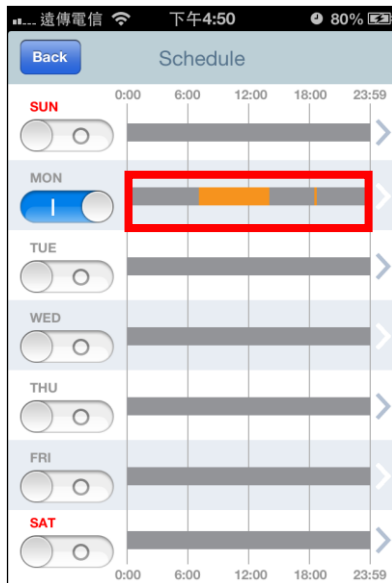 遠傳電信 下午4:50 80%
Back Schedule
0:00 6:00 12:00 18:00 23:59
SUN
MON
TUE
WED
THU
FRI
SAT
0:00 6:00 12:00 18:00 23:59